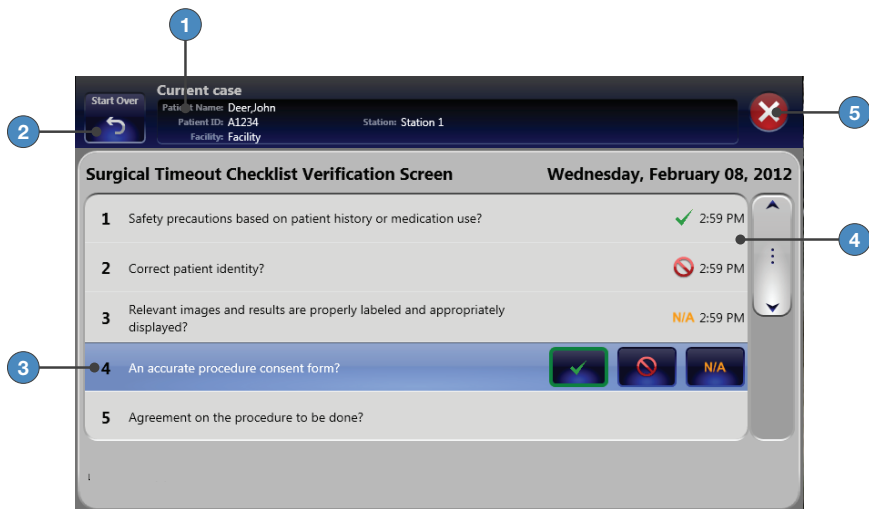 1
Start Over
Current case
Patient Name: Deer,John
Patient ID: A1234 Station: Station 1
Facility: Facility
5
2
Surgical Timeout Checklist Verification Screen Wednesday, February 08, 2012
1 Safety precautions based on patient history or medication use? 2:59 PM
4
2 Correct patient identity? 2:59 PM
3 Relevant images and results are properly labeled and appropriately
displayed? N/A 2:59 PM
3
4 An accurate procedure consent form? N/A
5 Agreement on the procedure to be done?
i